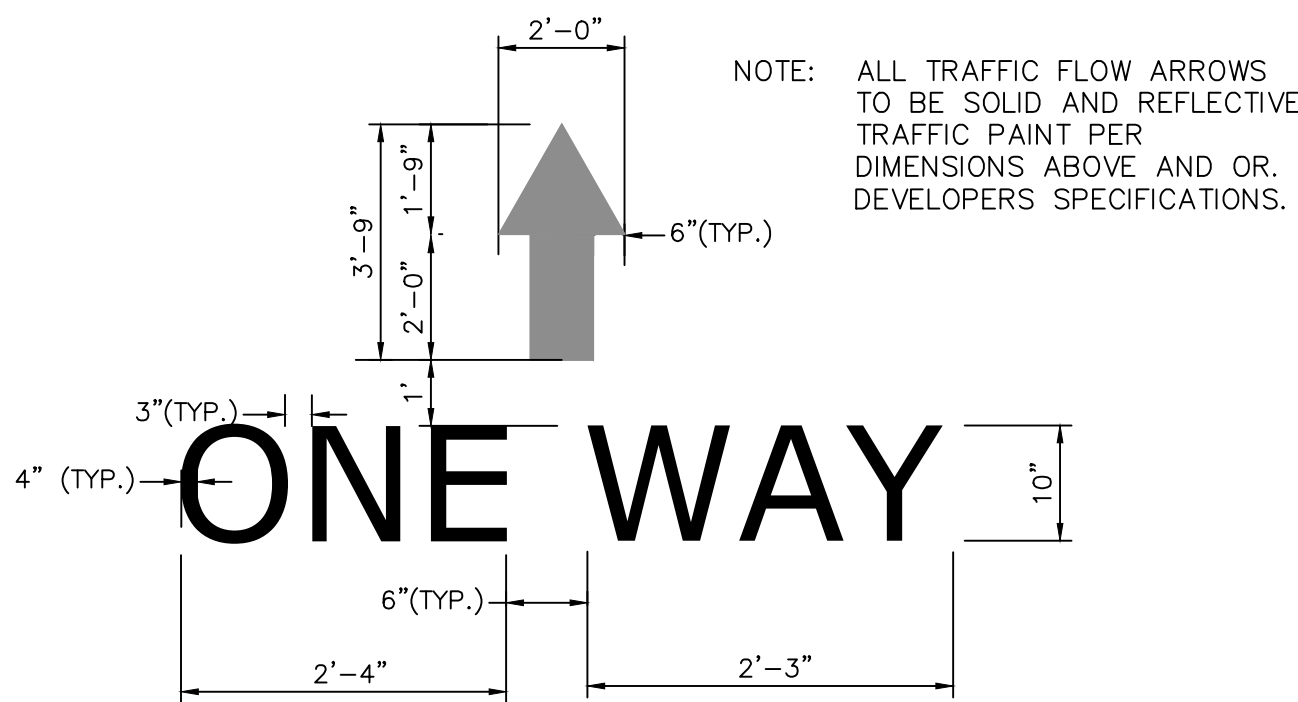 2'-0"
NOTE: ALL TRAFFIC FLOW ARROWS
TO BE SOLID AND REFLECTIVE
TRAFFIC PAINT PER
DIMENSIONS ABOVE AND OR.
DEVELOPERS SPECIFICATIONS.
3'-9"
1'-9"
6"(TYP.)
2'-0"
1'
3"(TYP.)
4" (TYP.)
ONE WAY
10"
6"(TYP.)
2'-4"
2'-3"